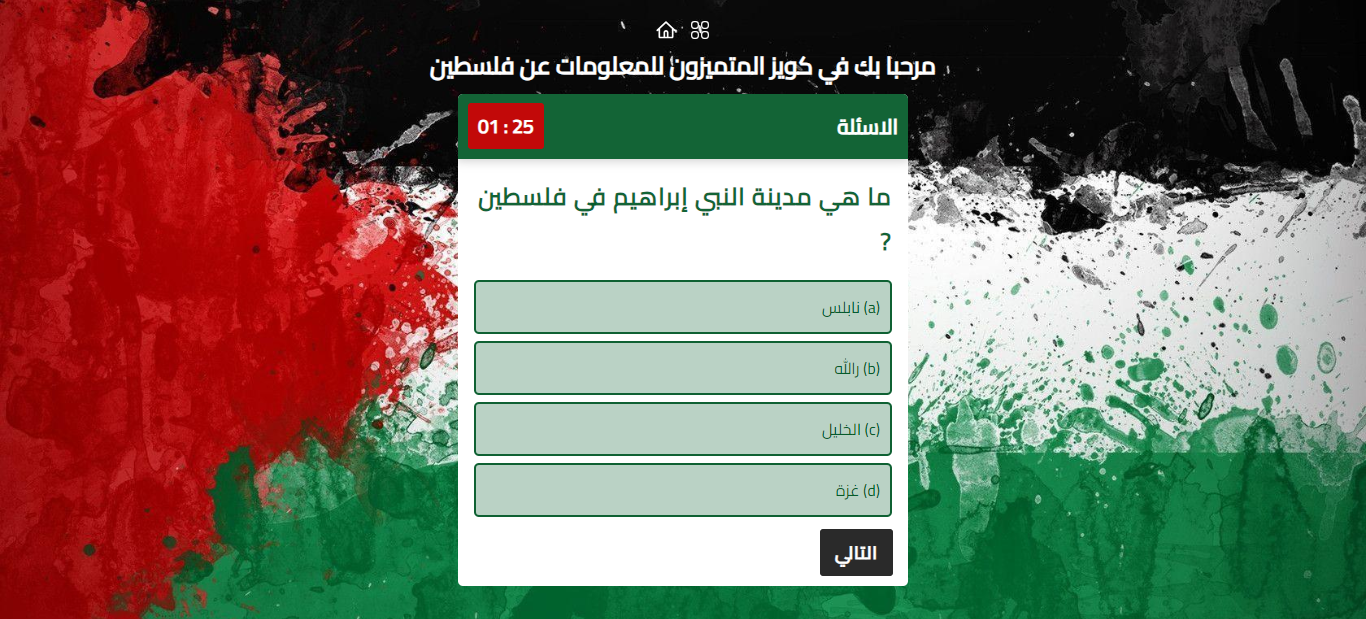 مرحبا بك في كويز المتميزون للمعلومات عن فلسطين
الاسئلة
01 : 25
ما هي مدينة النبي إبراهيم في فلسطين
?
(a) نابلس
(b) رالله
(c) الخليل
(d) غزة
التالي